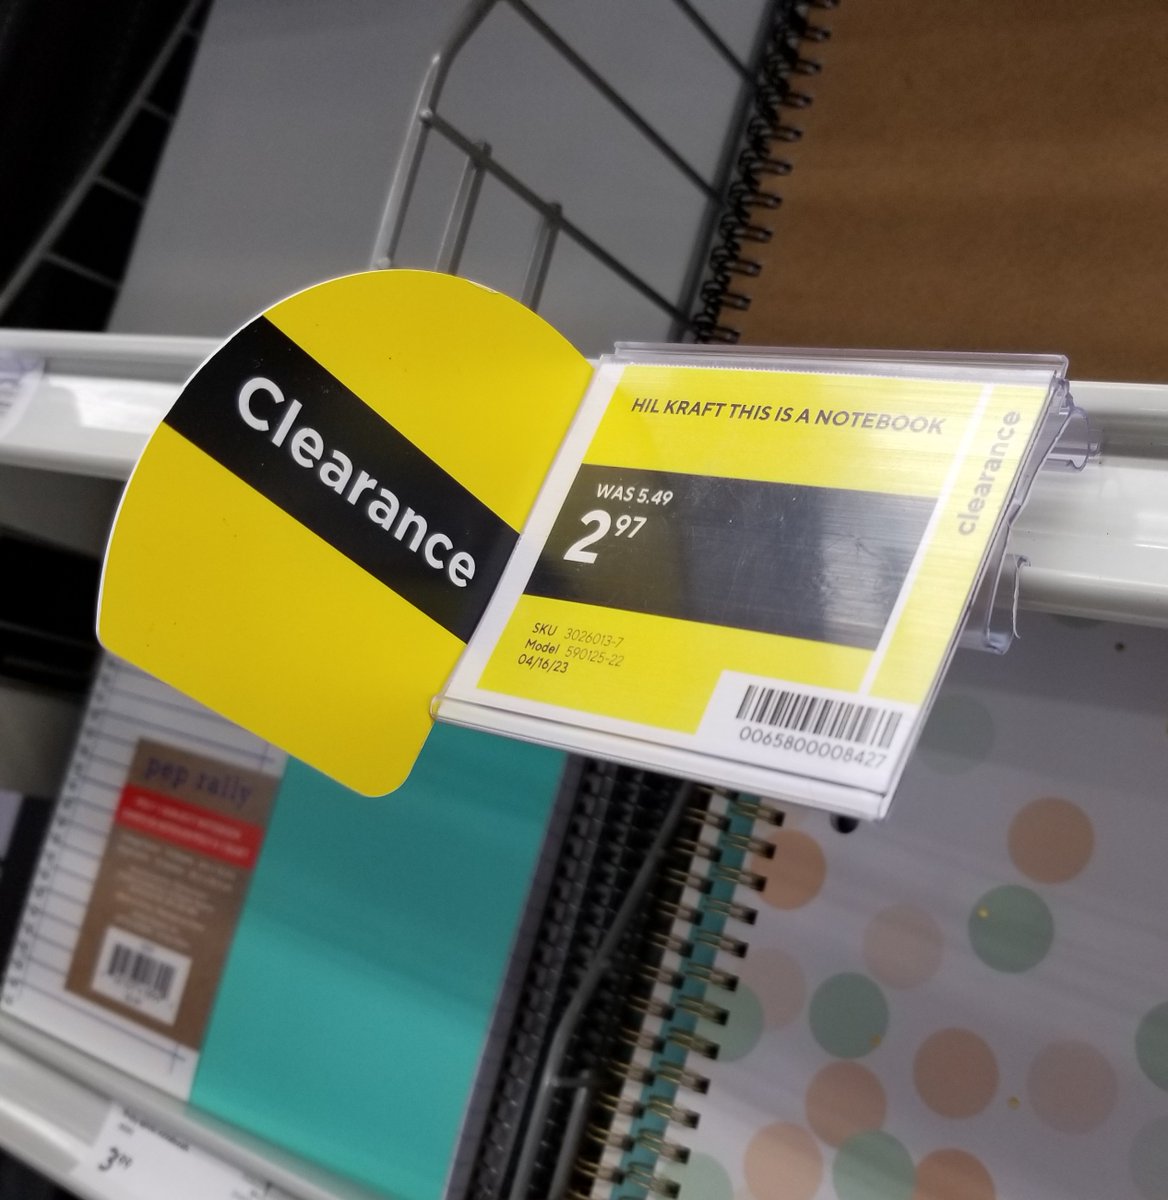 Clearance
HIL KRAFT THIS IS A NOTEBOOK
WAS 5.49
2 97
SKU 3026013-7
Model 590125-22
04/16/23
0065800008427
clearance
pep rally
3